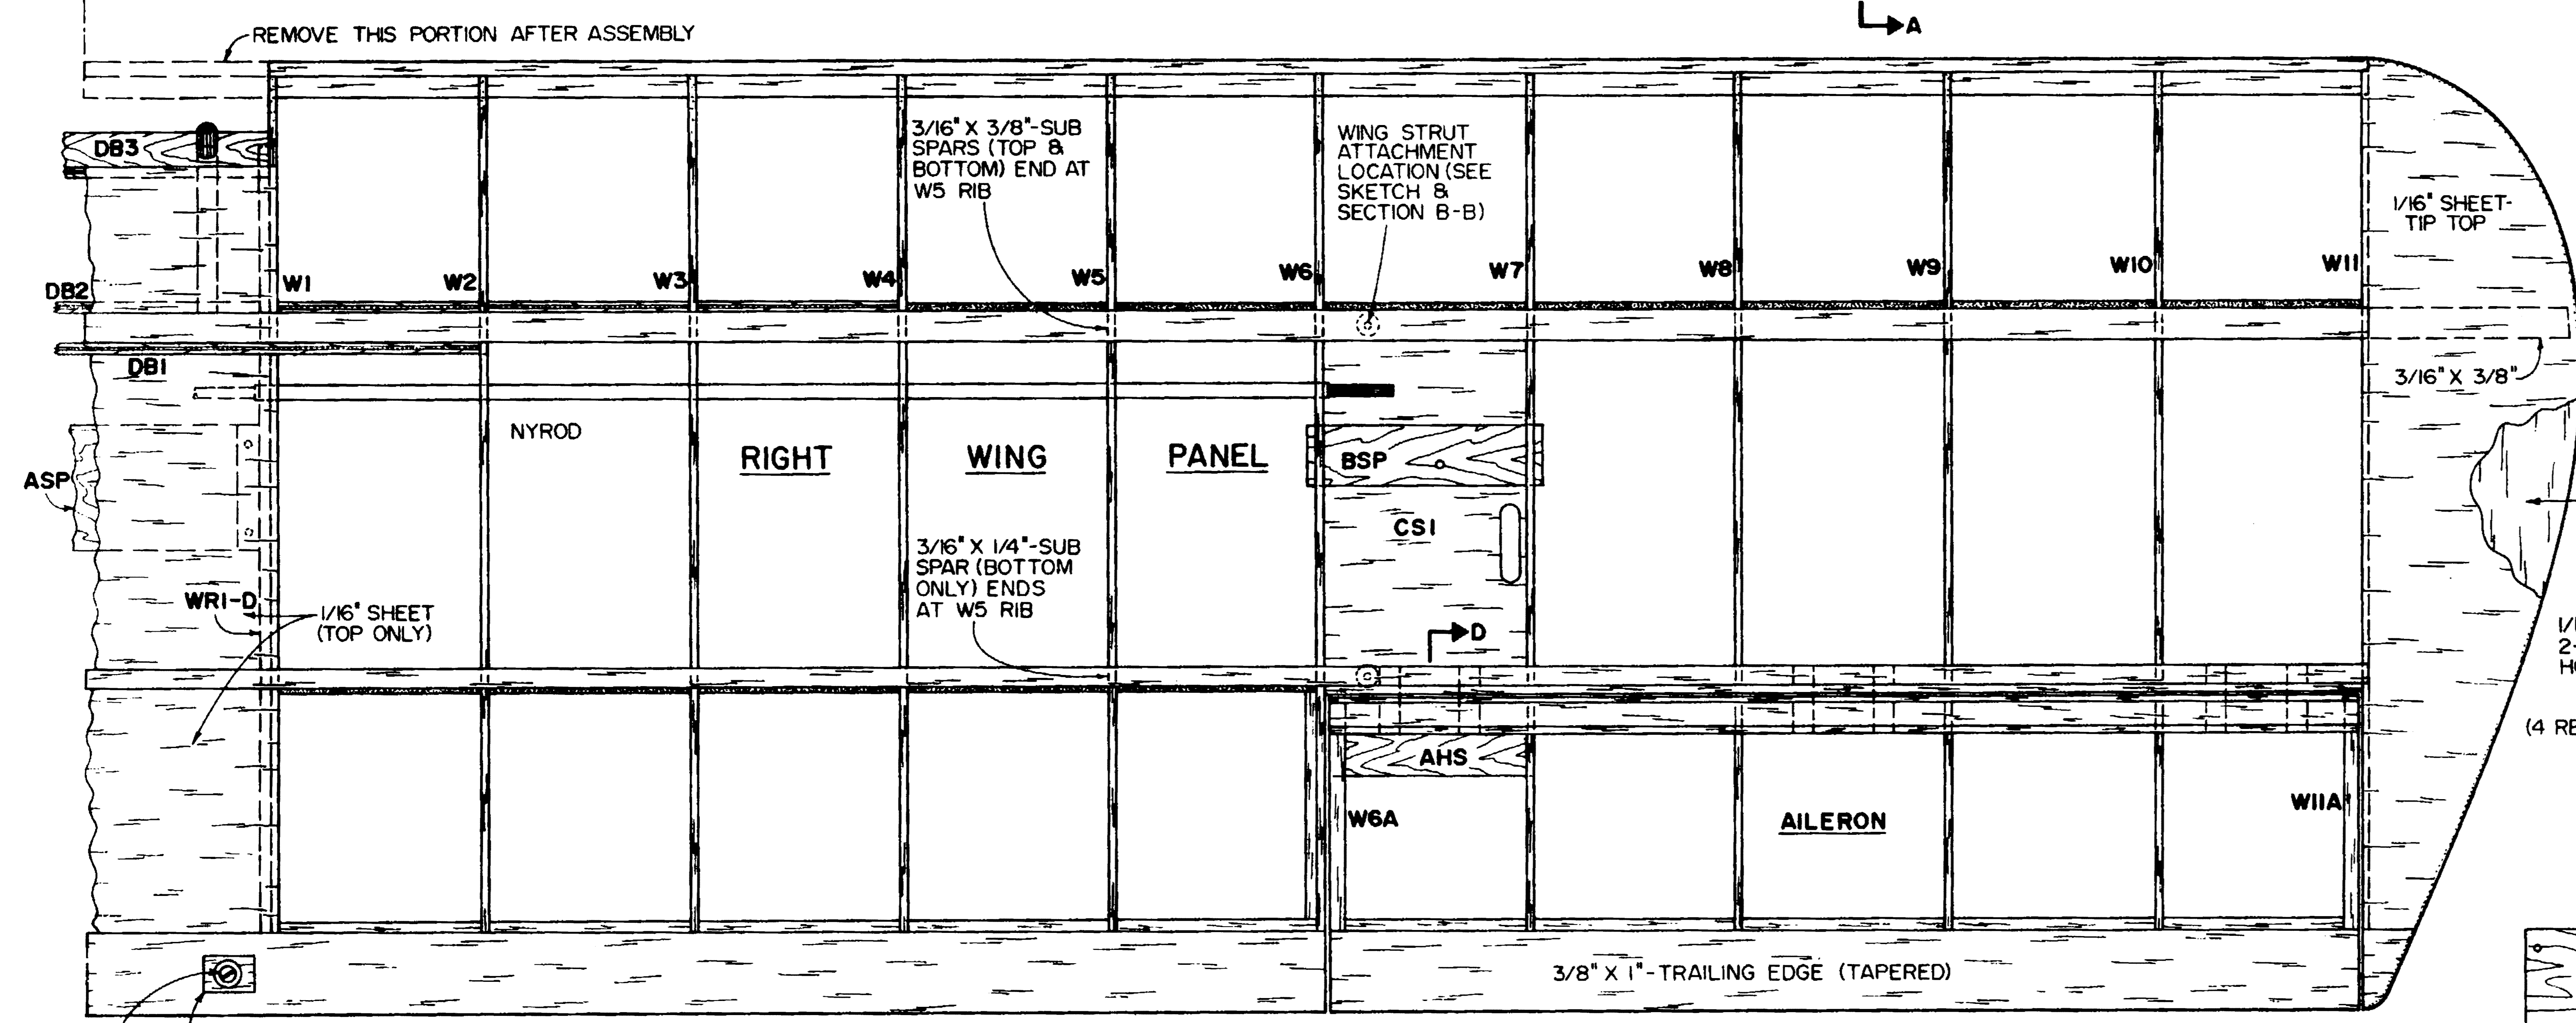 A
REMOVE THIS PORTION AFTER ASSEMBLY
DB3
3/16" X 3/8"-SUB
SPARS (TOP &
BOTTOM) END AT
W5 RIB
WING STRUT
ATTACHMENT
LOCATION (SEE
SKETCH &
SECTION B-B)
1/16" SHEET-
TIP TOP
W1
W2
W3
W4
W5
W6
W7
W8
W9
W10
W11
DB2
DB1
3/16" X 3/8"
NYROD
RIGHT WING PANEL
BSP
ASP
CS1
3/16" X 1/4"-SUB
SPAR (BOTTOM
ONLY) ENDS
AT W5 RIB
WR1-D
1/16" SHEET
(TOP ONLY)
D
(4 RE
AHS
W6A
AILERON
W11A
3/8" X 1"-TRAILING EDGE (TAPERED)